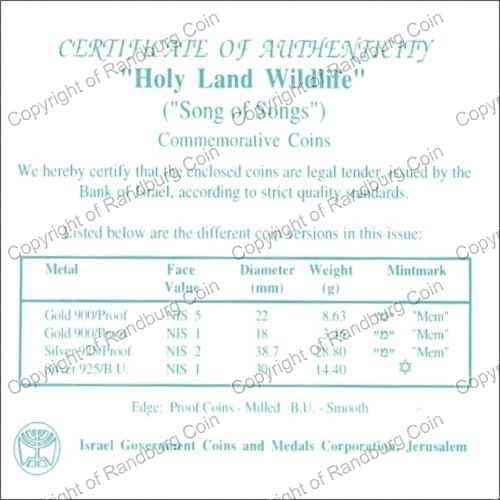 CERTIFICATE OF AUTHENTICITY
"Holy Land Wildlife"
("Song of Songs")
Commemorative Coins
We hereby certify that the enclosed coins are legal tender, issued by the
Bank of Israel, according to strict quality standards.
Listed below are the different coin versions in this issue:
Metal Face Value Diameter (mm) Weight (g) Mintmark
Gold 900/Proof NIS 5 22 8.63 "מ" "Mem"
Gold 900/Proof NIS 1 18 "מ" "Mem"
Silver 925/Proof NIS 2 38.7 28.80 "מ" "Mem"
Silver 925/B.U. NIS 1 30 14.40 ✡
Edge: Proof Coins - Milled B.U. - Smooth
Israel Government Coins and Medals Corporation, Jerusalem
Copyright of Randburg Coin